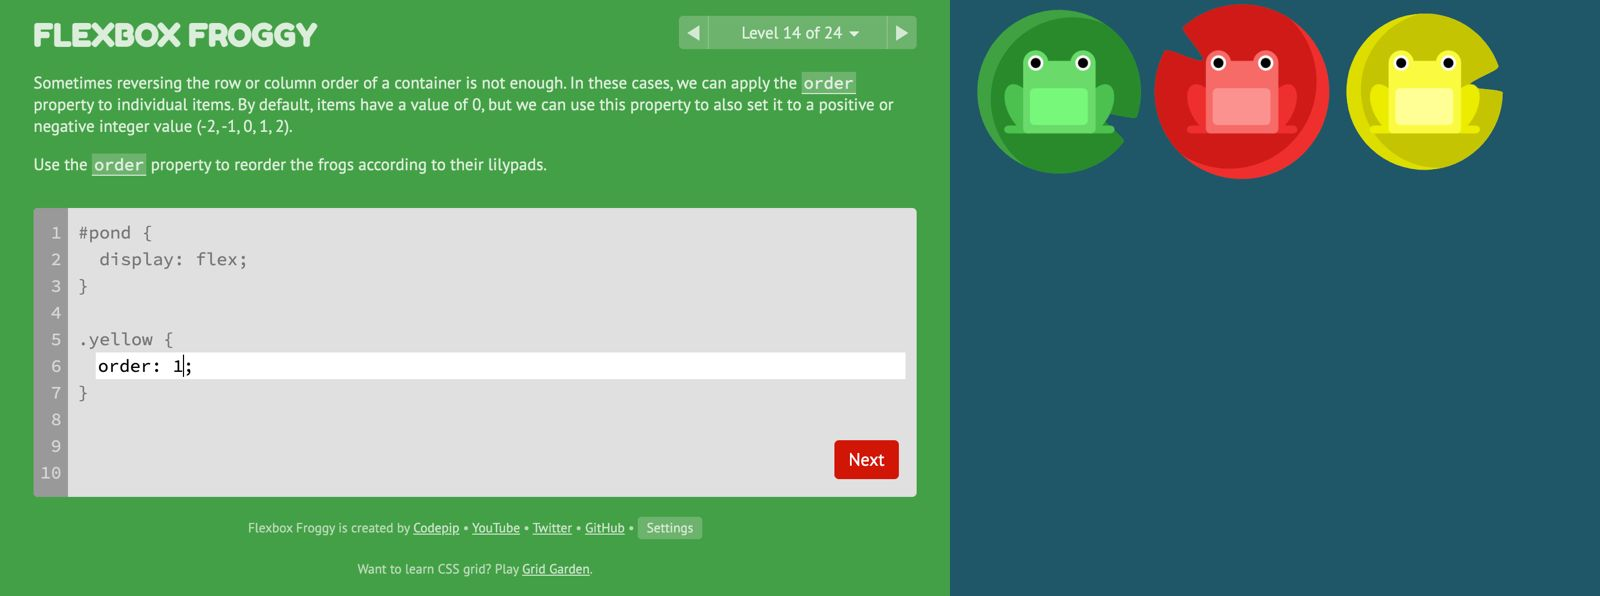 FLEXBOX FROGGY
Level 14 of 24
Sometimes reversing the row or column order of a container is not enough. In these cases, we can apply the order
property to individual items. By default, items have a value of 0, but we can use this property to also set it to a positive or
negative integer value (-2, -1, 0, 1, 2).
Use the order property to reorder the frogs according to their lilypads.
1 #pond {
2 display: flex;
3 }
4
5 .yellow {
6 order: 1;
7 }
8
9
10
Next
Flexbox Froggy is created by Codepip • YouTube • Twitter • GitHub • Settings
Want to learn CSS grid? Play Grid Garden.